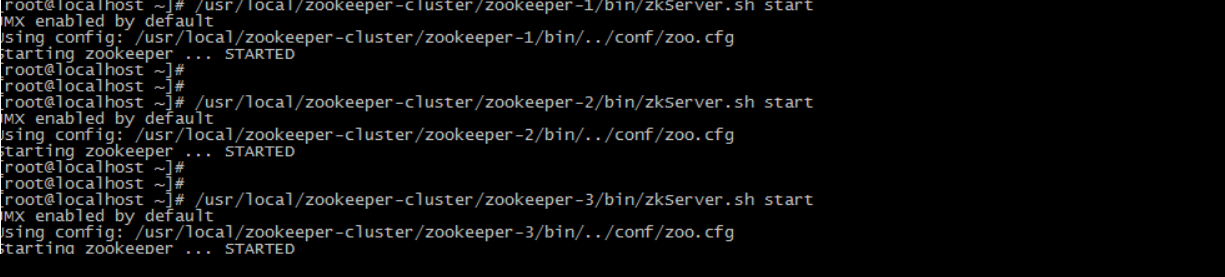 [root@localhost ~]# /usr/local/zookeeper-cluster/zookeeper-1/bin/zkServer.sh start
JMX enabled by default
Using config: /usr/local/zookeeper-cluster/zookeeper-1/bin/../conf/zoo.cfg
Starting zookeeper ... STARTED
[root@localhost ~]#
[root@localhost ~]#
[root@localhost ~]# /usr/local/zookeeper-cluster/zookeeper-2/bin/zkServer.sh start
JMX enabled by default
Using config: /usr/local/zookeeper-cluster/zookeeper-2/bin/../conf/zoo.cfg
Starting zookeeper ... STARTED
[root@localhost ~]#
[root@localhost ~]#
[root@localhost ~]# /usr/local/zookeeper-cluster/zookeeper-3/bin/zkServer.sh start
JMX enabled by default
Using config: /usr/local/zookeeper-cluster/zookeeper-3/bin/../conf/zoo.cfg
Starting zookeeper ... STARTED